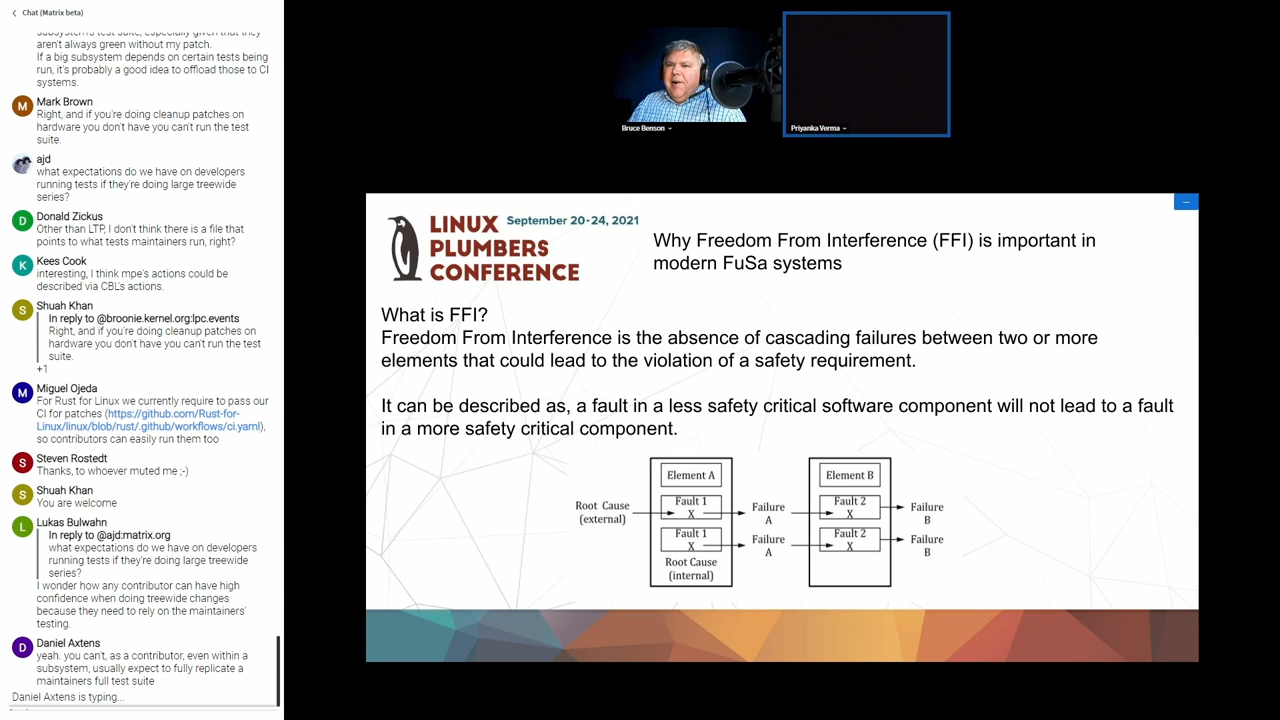 Chat (Matrix beta)
subsystem's test suite, especially given that they
aren't always green without my patch.
If a big subsystem depends on certain tests being
run, it's probably a good idea to offload those to CI
systems.
M
Mark Brown
Right, and if you're doing cleanup patches on
hardware you don't have you can't run the test
suite.
ajd
what expectations do we have on developers
running tests if they're doing large treewide
series?
D
Donald Zickus
Other than LTP, I don't think there is a file that
points to what tests maintainers run, right?
K
Kees Cook
interesting, I think mpe's actions could be
described via CBL's actions.
S
Shuah Khan
In reply to @broonie.kernel.org:lpc.events
Right, and if you're doing cleanup patches on
hardware you don't have you can't run the test
suite.
+1
M
Miguel Ojeda
For Rust for Linux we currently require to pass our
CI for patches (https://github.com/Rust-for-
Linux/linux/blob/rust/.github/workflows/ci.yaml),
so contributors can easily run them too
S
Steven Rostedt
Thanks, to whoever muted me ;-)
S
Shuah Khan
You are welcome
L
Lukas Bulwahn
In reply to @ajd:matrix.org
what expectations do we have on developers
running tests if they're doing large treewide
series?
I wonder how any contributor can have high
confidence when doing treewide changes
because they need to rely on the maintainers'
testing.
D
Daniel Axtens
yeah. you can't, as a contributor, even within a
subsystem, usually expect to fully replicate a
maintainers full test suite
Daniel Axtens is typing...
Bruce Benson
Priyanka Verma
LINUX September 20-24, 2021
PLUMBERS
CONFERENCE
Why Freedom From Interference (FFI) is important in
modern FuSa systems
What is FFI?
Freedom From Interference is the absence of cascading failures between two or more
elements that could lead to the violation of a safety requirement.
It can be described as, a fault in a less safety critical software component will not lead to a fault
in a more safety critical component.
Element A
Element B
Root Cause
(external)
Fault 1
X
Failure
A
Fault 2
X
Failure
B
Fault 1
X
Failure
A
Fault 2
X
Failure
B
Root Cause
(internal)